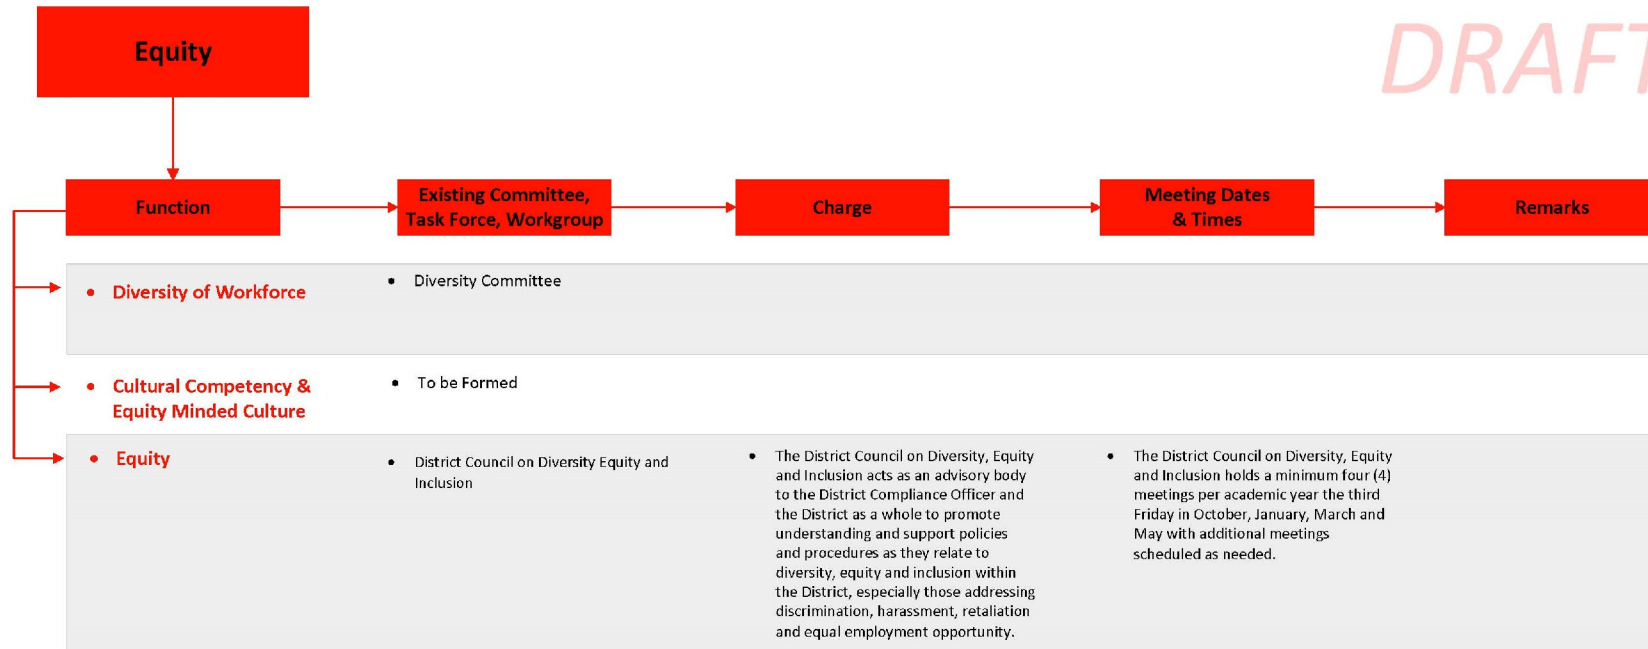 Equity
DRAFT
Function
Existing Committee,
Task Force, Workgroup
Charge
Meeting Dates
& Times
Remarks
• Diversity of Workforce
• Diversity Committee
• Cultural Competency &
Equity Minded Culture
• To be Formed
• Equity
• District Council on Diversity Equity and
Inclusion
• The District Council on Diversity, Equity
and Inclusion acts as an advisory body
to the District Compliance Officer and
the District as a whole to promote
understanding and support policies
and procedures as they relate to
diversity, equity and inclusion within
the District, especially those addressing
discrimination, harassment, retaliation
and equal employment opportunity.
• The District Council on Diversity, Equity
and Inclusion holds a minimum four (4)
meetings per academic year the third
Friday in October, January, March and
May with additional meetings
scheduled as needed.